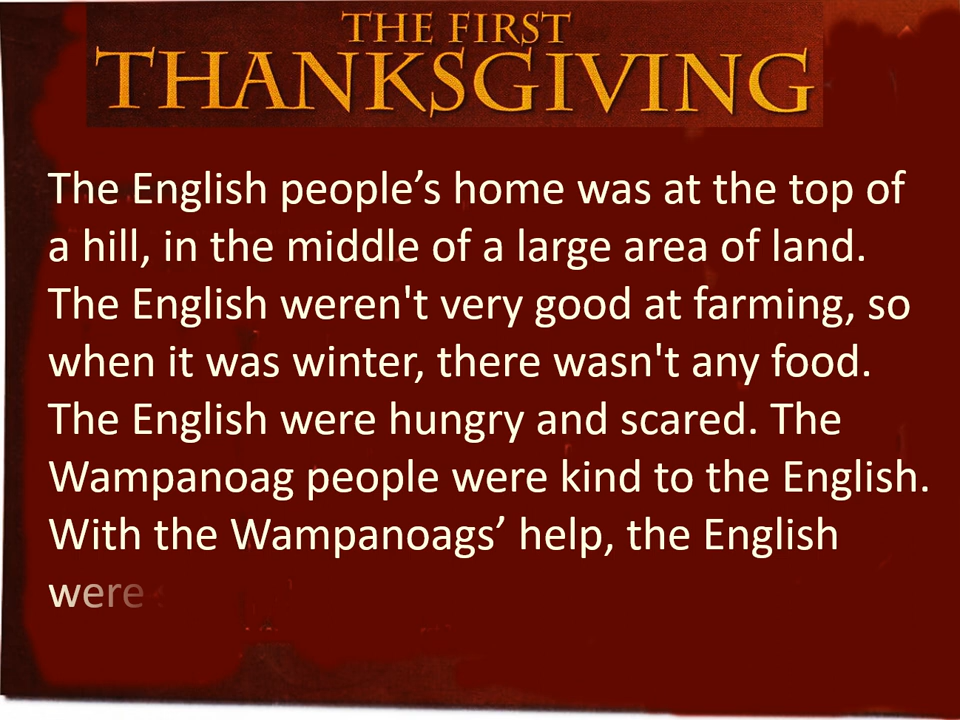 THE FIRST
THANKSGIVING
The English people’s home was at the top of
a hill, in the middle of a large area of land.
The English weren't very good at farming, so
when it was winter, there wasn't any food.
The English were hungry and scared. The
Wampanoag people were kind to the English.
With the Wampanoags’ help, the English
were